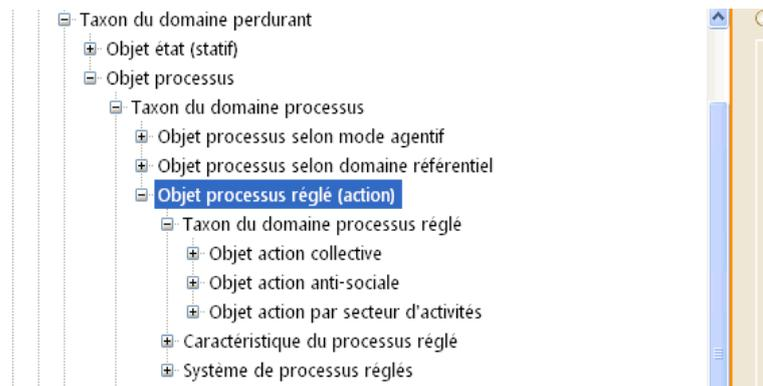 Taxon du domaine perdurant
Objet état (statif)
Objet processus
Taxon du domaine processus
Objet processus selon mode agentif
Objet processus selon domaine référentiel
Objet processus réglé (action)
Taxon du domaine processus réglé
Objet action collective
Objet action anti-sociale
Objet action par secteur d'activités
Caractéristique du processus réglé
Système de processus réglés